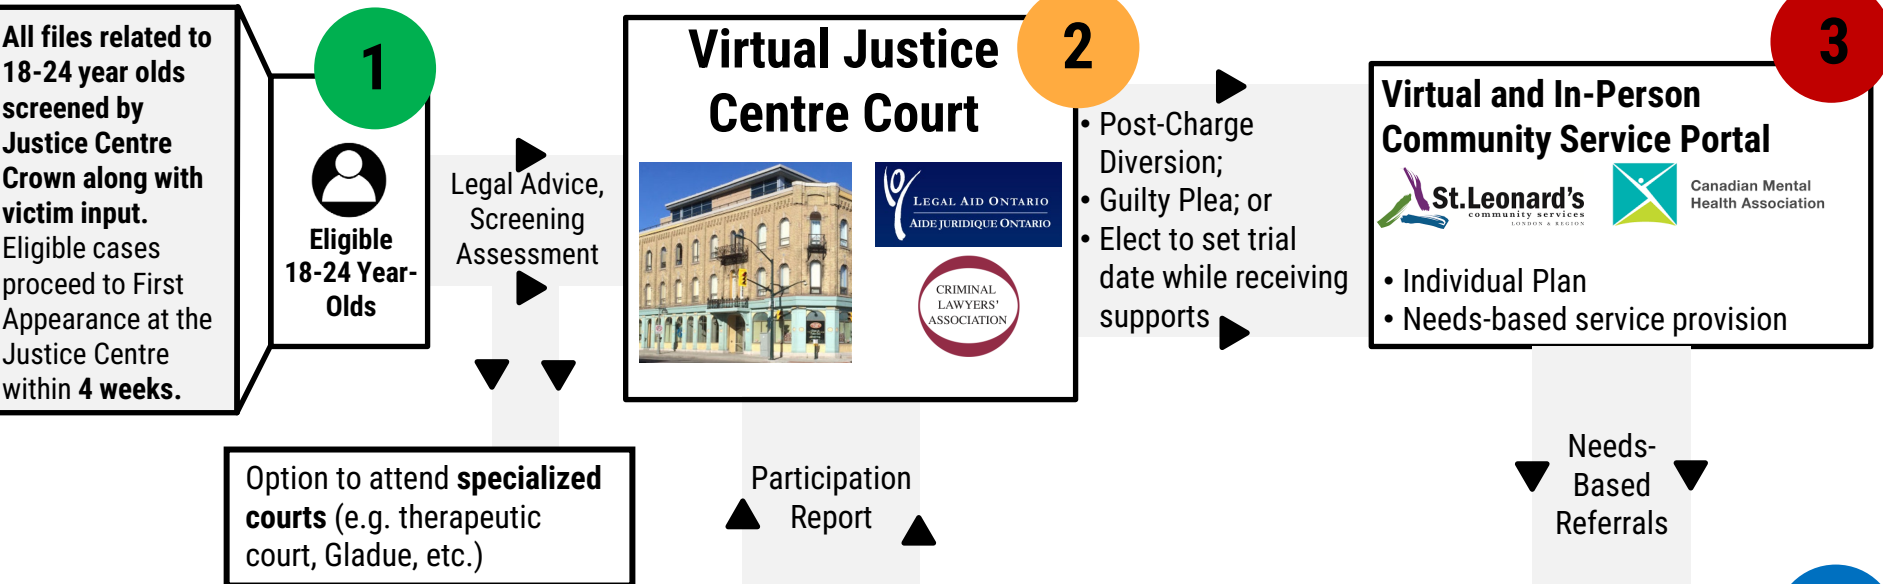 All files related to
18-24 year olds
screened by
Justice Centre
Crown along with
victim input.
Eligible cases
proceed to First
Appearance at the
Justice Centre
within 4 weeks.
1
Eligible
18-24 Year-
Olds
Legal Advice,
Screening
Assessment
Option to attend specialized
courts (e.g. therapeutic
court, Gladue, etc.)
2
Virtual Justice
Centre Court
LEGAL AID ONTARIO
AIDE JURIDIQUE ONTARIO
CRIMINAL
LAWYERS'
ASSOCIATION
Participation
Report
• Post-Charge
Diversion;
• Guilty Plea; or
• Elect to set trial
date while receiving
supports
3
Virtual and In-Person
Community Service Portal
St.Leonard's
community services
LONDON & REGION
Canadian Mental
Health Association
• Individual Plan
• Needs-based service provision
Needs-
Based
Referrals